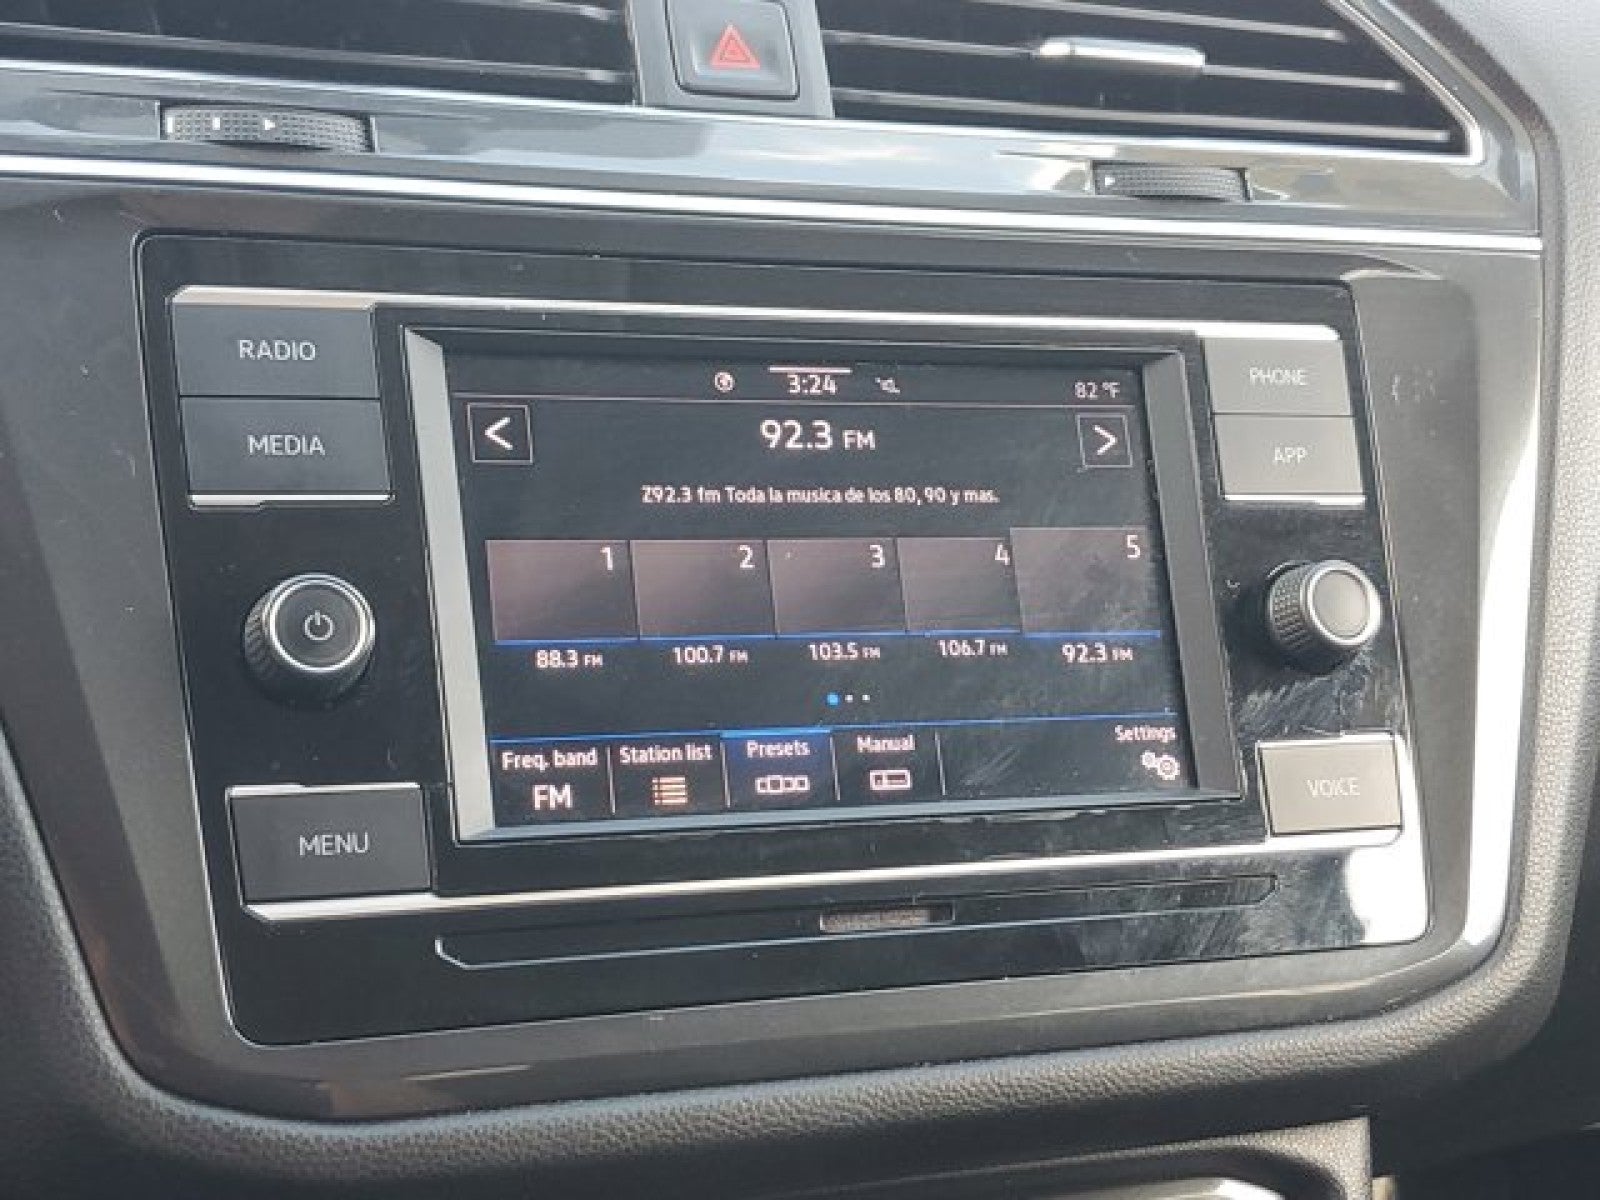 RADIO
MEDIA
MENU
PHONE
APP
VOICE
3:24
82 °F
<
92.3 FM
>
Z92.3 fm Toda la musica de los 80, 90 y mas.
1
2
3
4
5
88.3 FM
100.7 FM
103.5 FM
106.7 FM
92.3 FM
Freq. band
FM
Station list
Presets
Manual
Settings